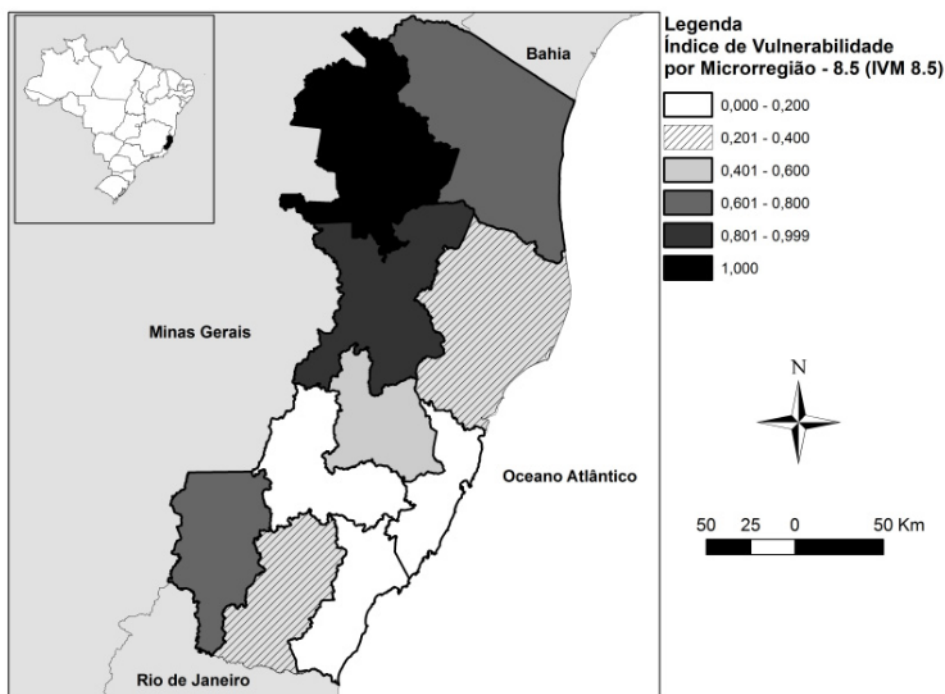 Legenda
Índice de Vulnerabilidade
por Microrregião - 8.5 (IVM 8.5)
0,000 - 0,200
0,201 - 0,400
0,401 - 0,600
0,601 - 0,800
0,801 - 0,999
1,000
Bahia
Minas Gerais
Oceano Atlântico
Rio de Janeiro
N
50 25 0 50 Km